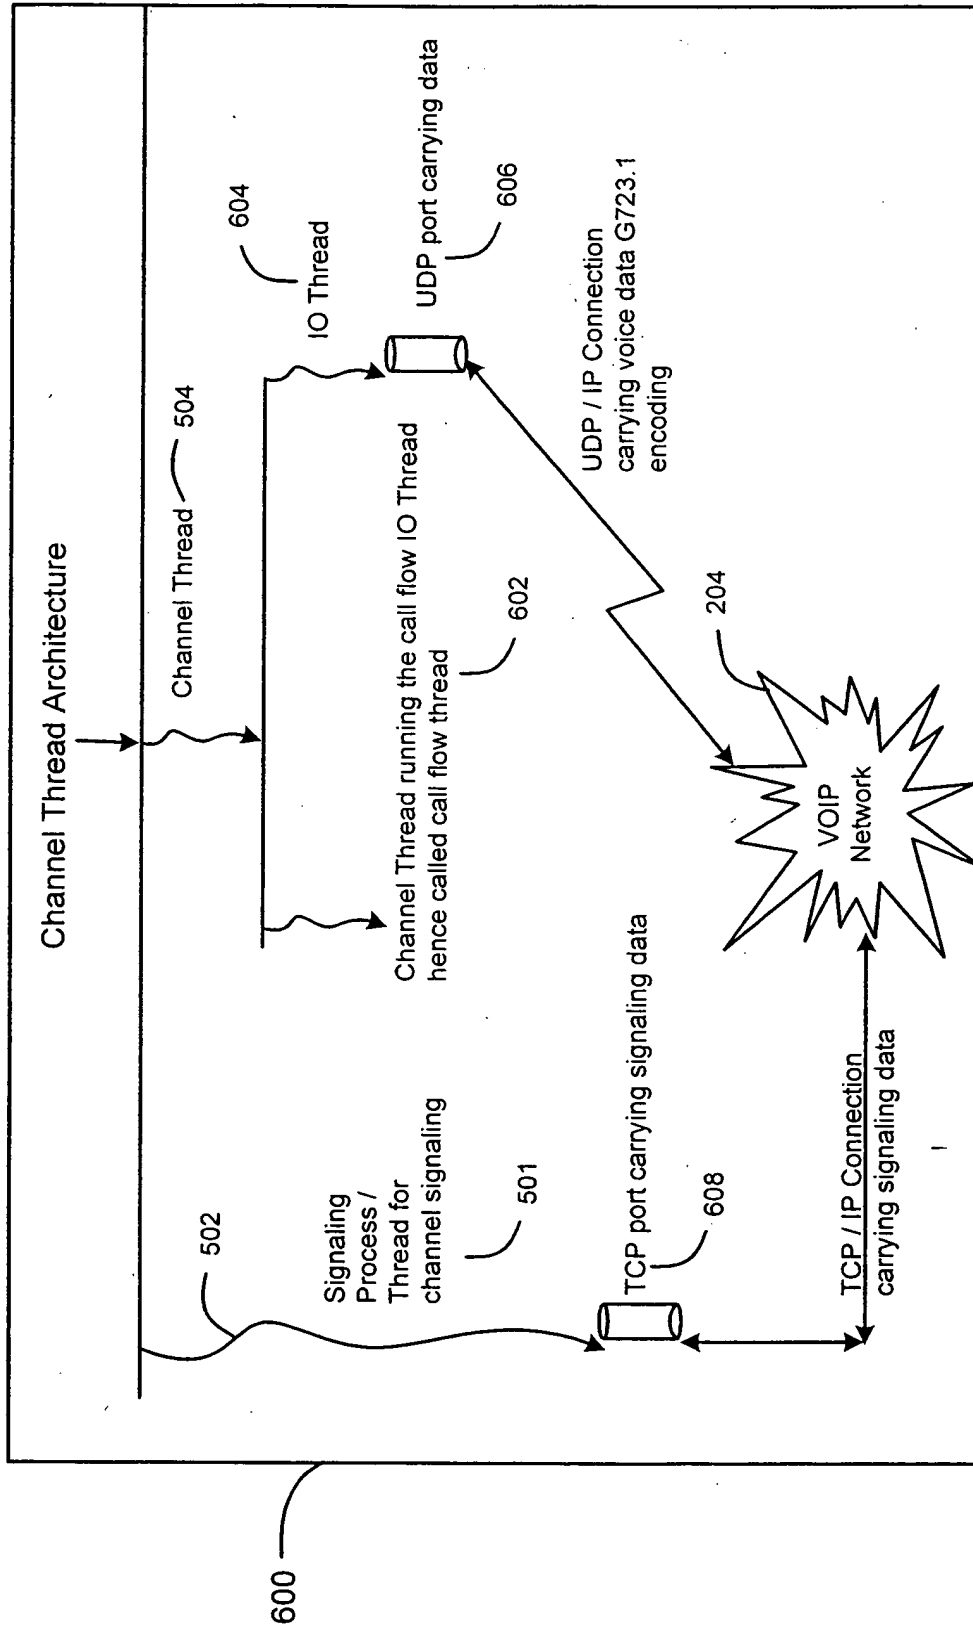 Channel Thread Architecture
Channel Thread
504
604
IO Thread
UDP port carrying data
606
502
Signaling
Process /
Thread for
channel signaling
501
Channel Thread running the call flow IO Thread
hence called call flow thread
602
UDP / IP Connection
carrying voice data G723.1
encoding
TCP port carrying signaling data
608
204
VOIP
Network
TCP / IP Connection
carrying signaling data
600